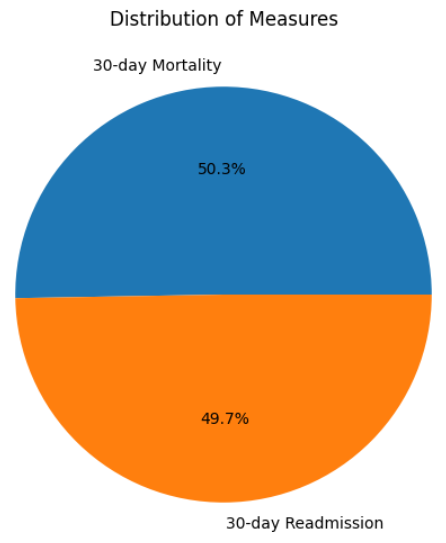 Distribution of Measures
30-day Mortality
50.3%
49.7%
30-day Readmission